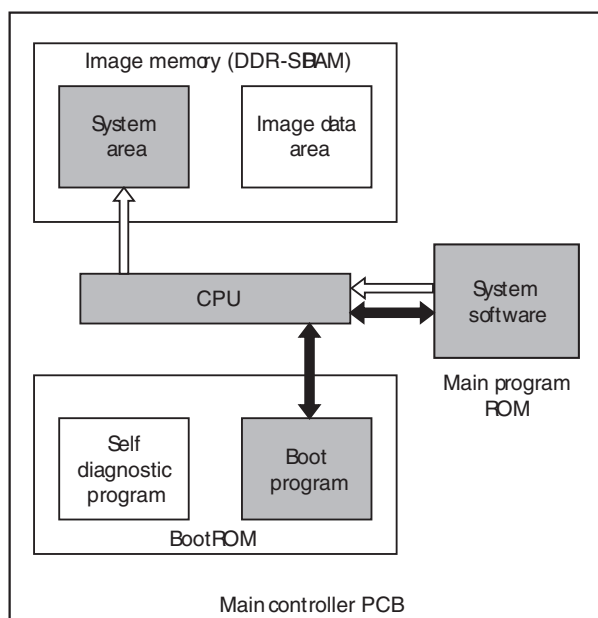 Image memory (DDR-SDRAM)
System
area
Image data
area
CPU
System
software
Main program
ROM
Self
diagnostic
program
Boot
program
BootROM
Main controller PCB